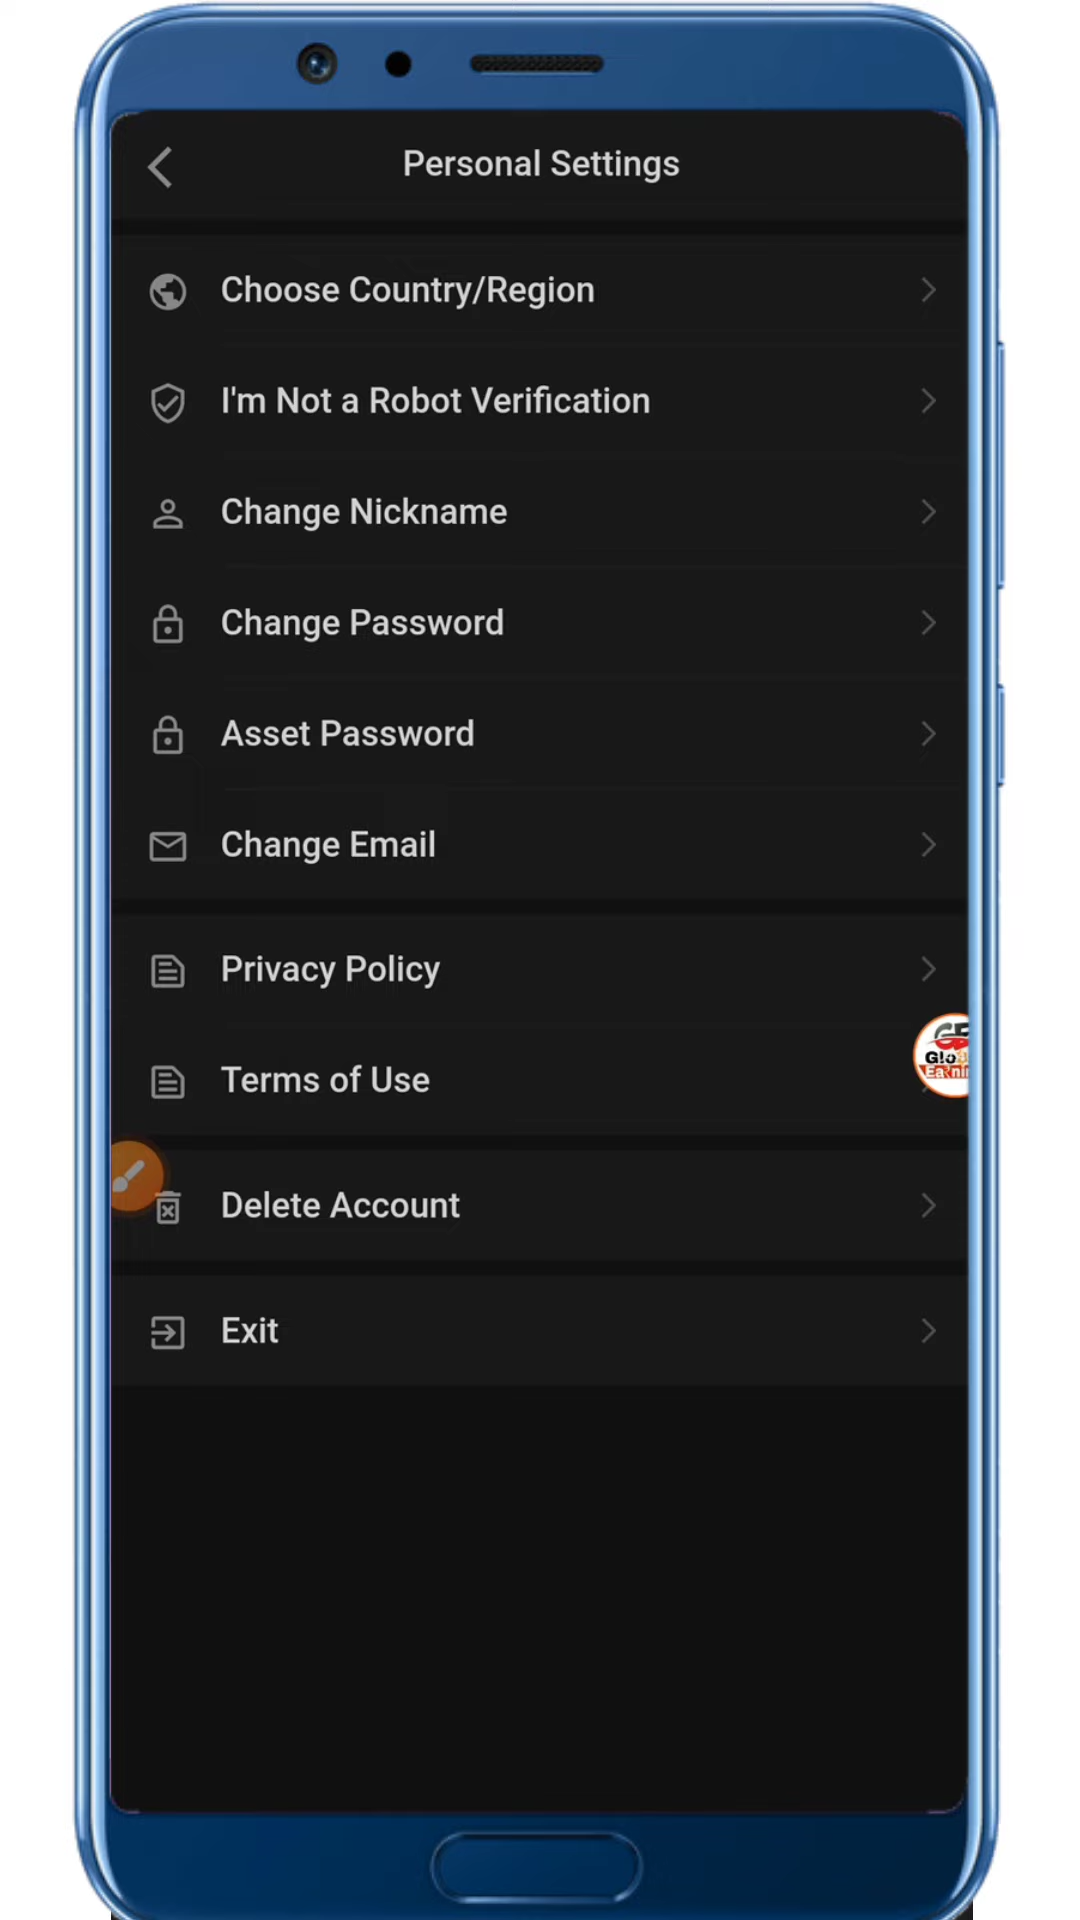 Personal Settings
Choose Country/Region
I'm Not a Robot Verification
Change Nickname
Change Password
Asset Password
Change Email
Privacy Policy
Terms of Use
Delete Account
Exit